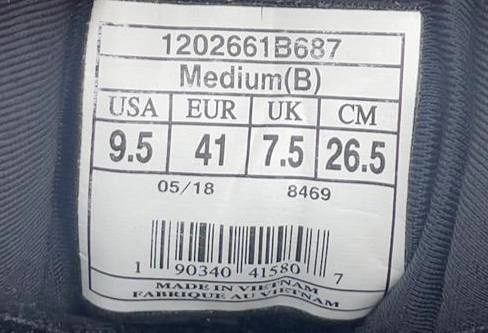 1202661B687
Medium(B)
USA EUR UK CM
9.5 41 7.5 26.5
05/18 8469
1 90340 41580 7
MADE IN VIETNAM
FABRIQUE AU VIETNAM